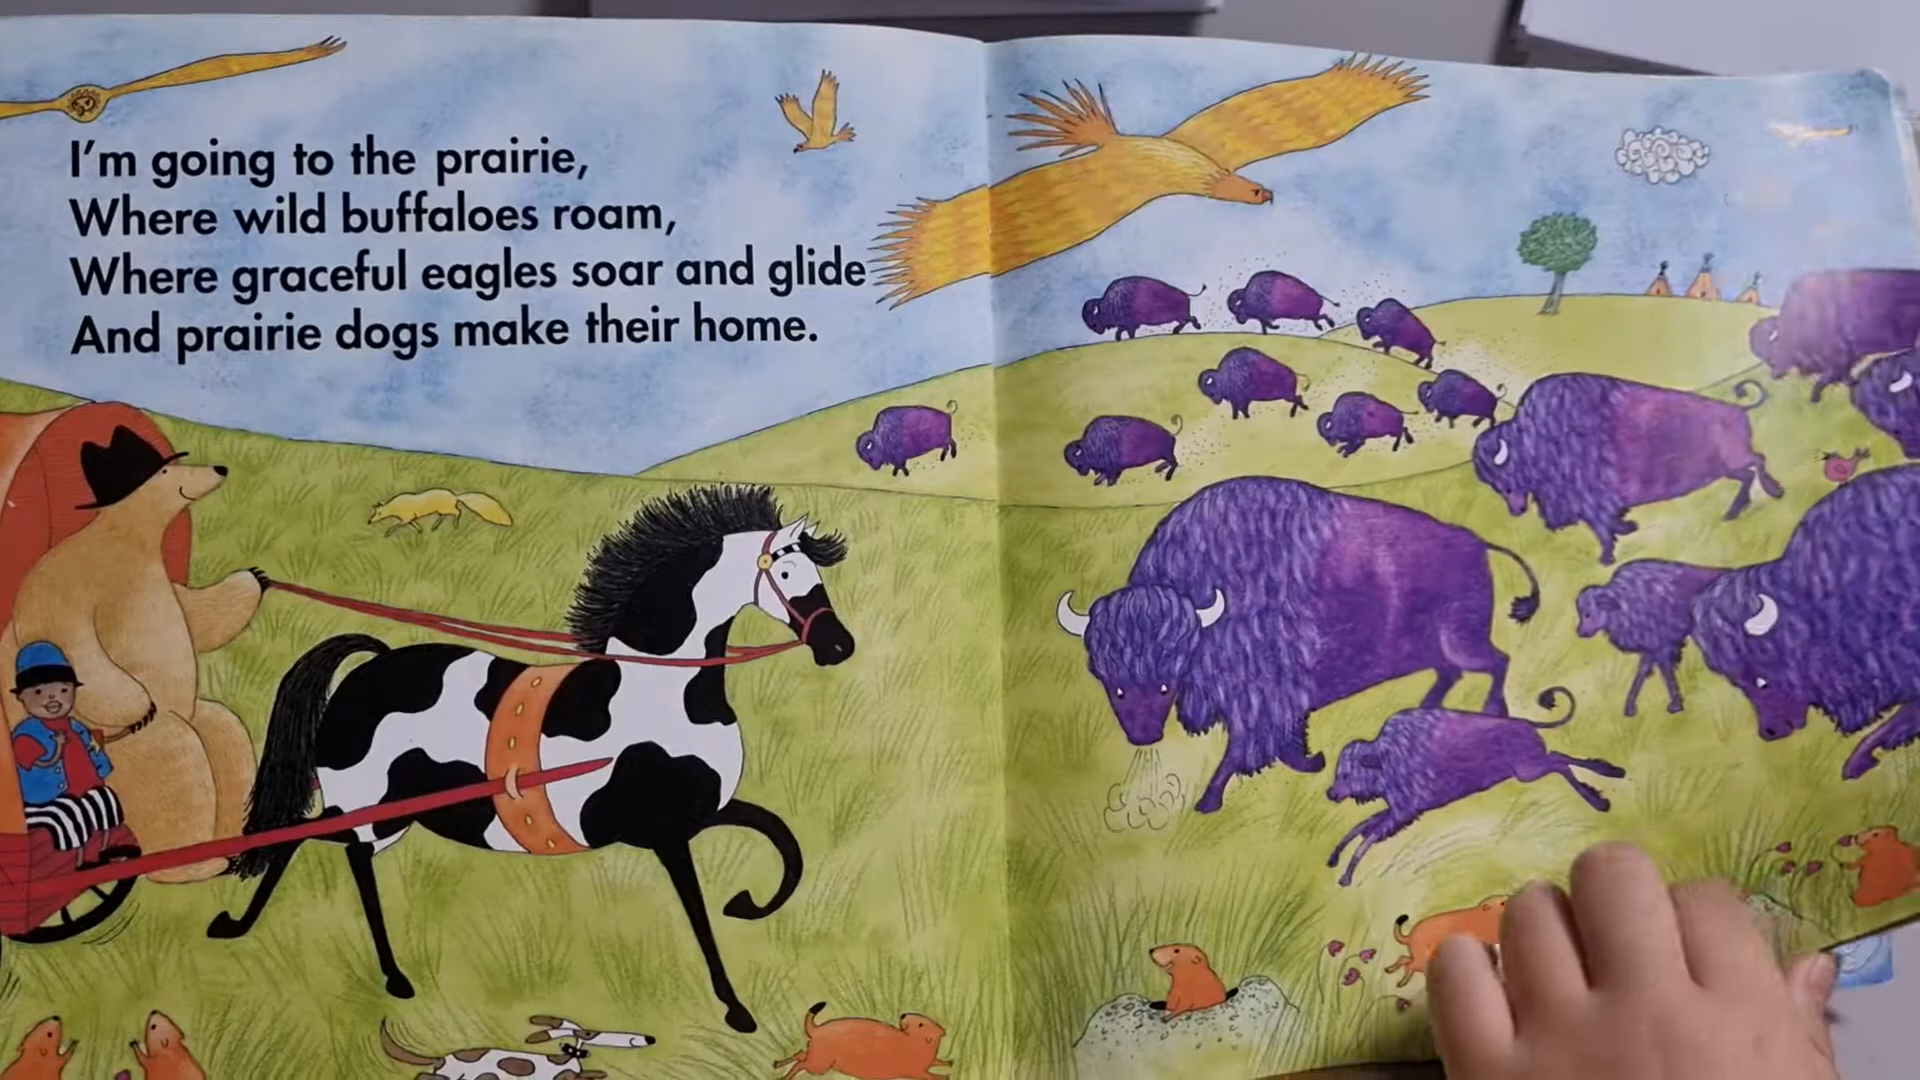 I'm going to the prairie,
Where wild buffaloes roam,
Where graceful eagles soar and glide
And prairie dogs make their home.